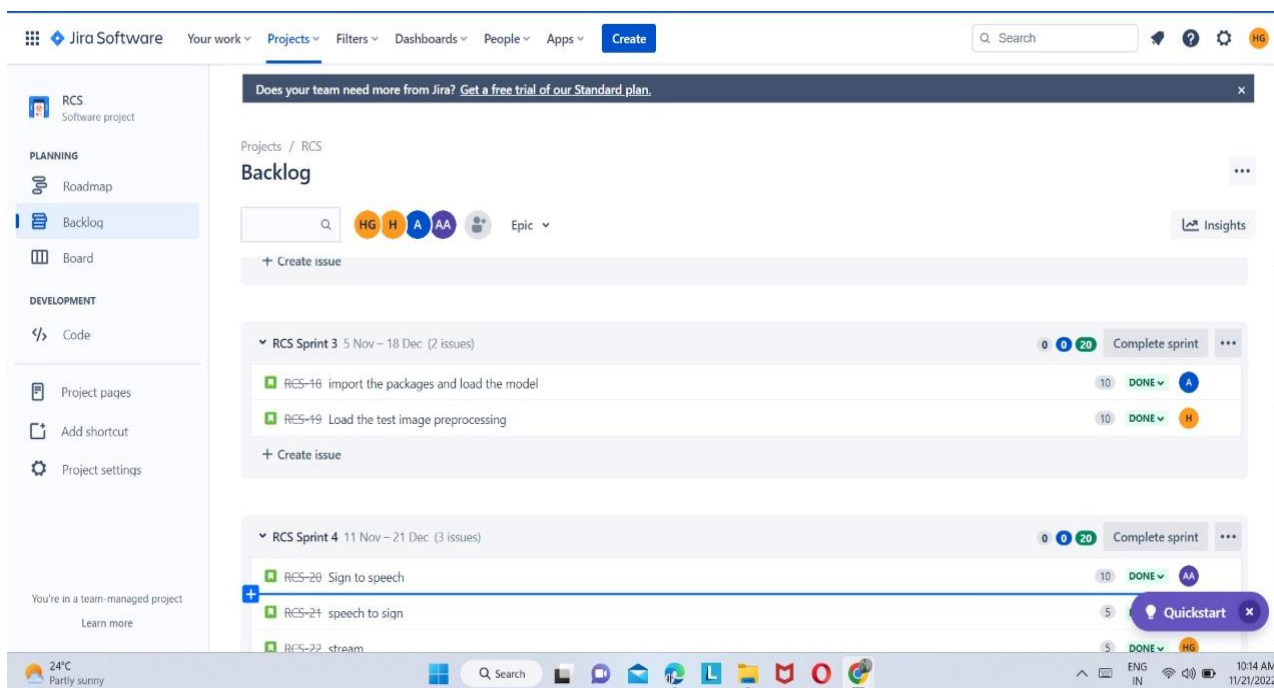 Jira Software Your work Projects Filters Dashboards People Apps Create Search HG
Does your team need more from Jira? Get a free trial of our Standard plan.
RCS
Software project
PLANNING
Roadmap
Backlog
Board
DEVELOPMENT
Code
Project pages
Add shortcut
Project settings
You're in a team-managed project
Learn more
Projects / RCS
Backlog
HG H A AA Epic Insights
+ Create issue
RCS Sprint 3 5 Nov – 18 Dec (2 issues) 0 0 20 Complete sprint
RCS-18 import the packages and load the model 10 DONE A
RCS-19 Load the test image preprocessing 10 DONE H
+ Create issue
RCS Sprint 4 11 Nov – 21 Dec (3 issues) 0 0 20 Complete sprint
RCS-20 Sign to speech 10 DONE AA
RCS-21 speech to sign 5
Quickstart
RCS-22 stream 5 DONE HG
24°C
Partly sunny
Search
ENG
IN
10:14 AM
11/21/2022